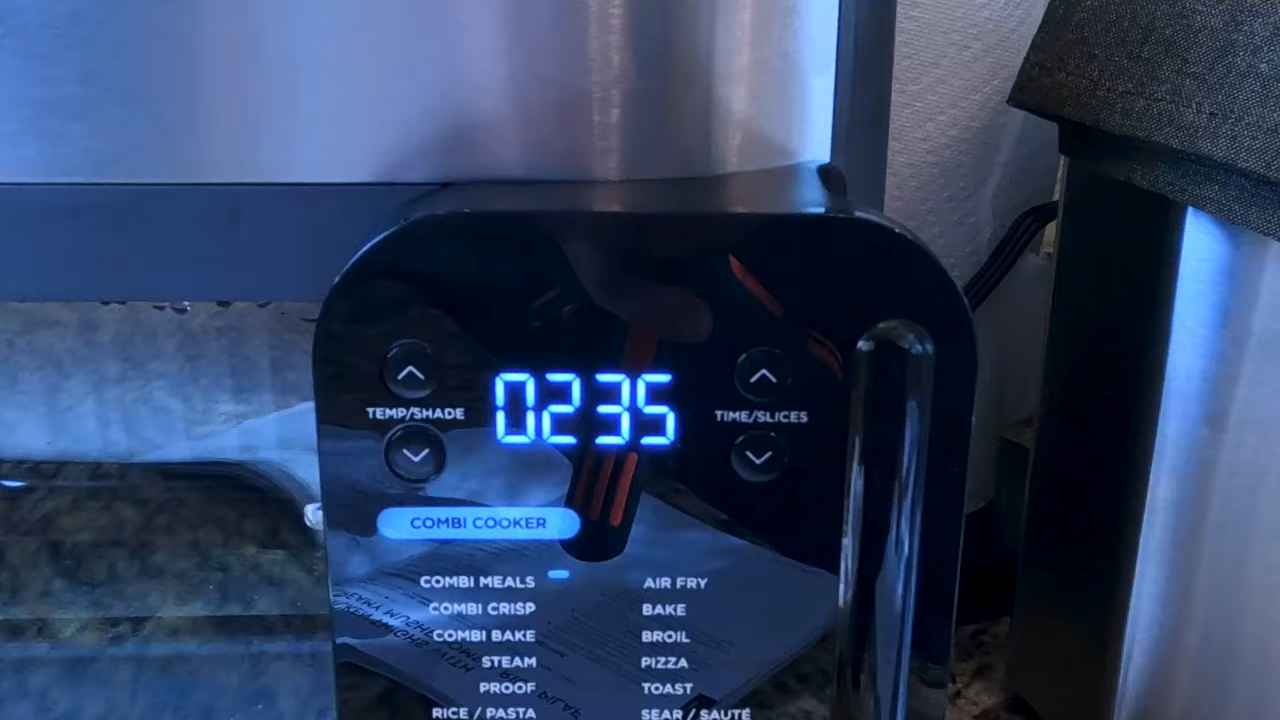 0235
TEMP/SHADE
TIME/SLICES
COMBI COOKER
COMBI MEALS
AIR FRY
COMBI CRISP
BAKE
COMBI BAKE
BROIL
STEAM
PIZZA
PROOF
TOAST
RICE / PASTA
SEAR / SAUTÉ